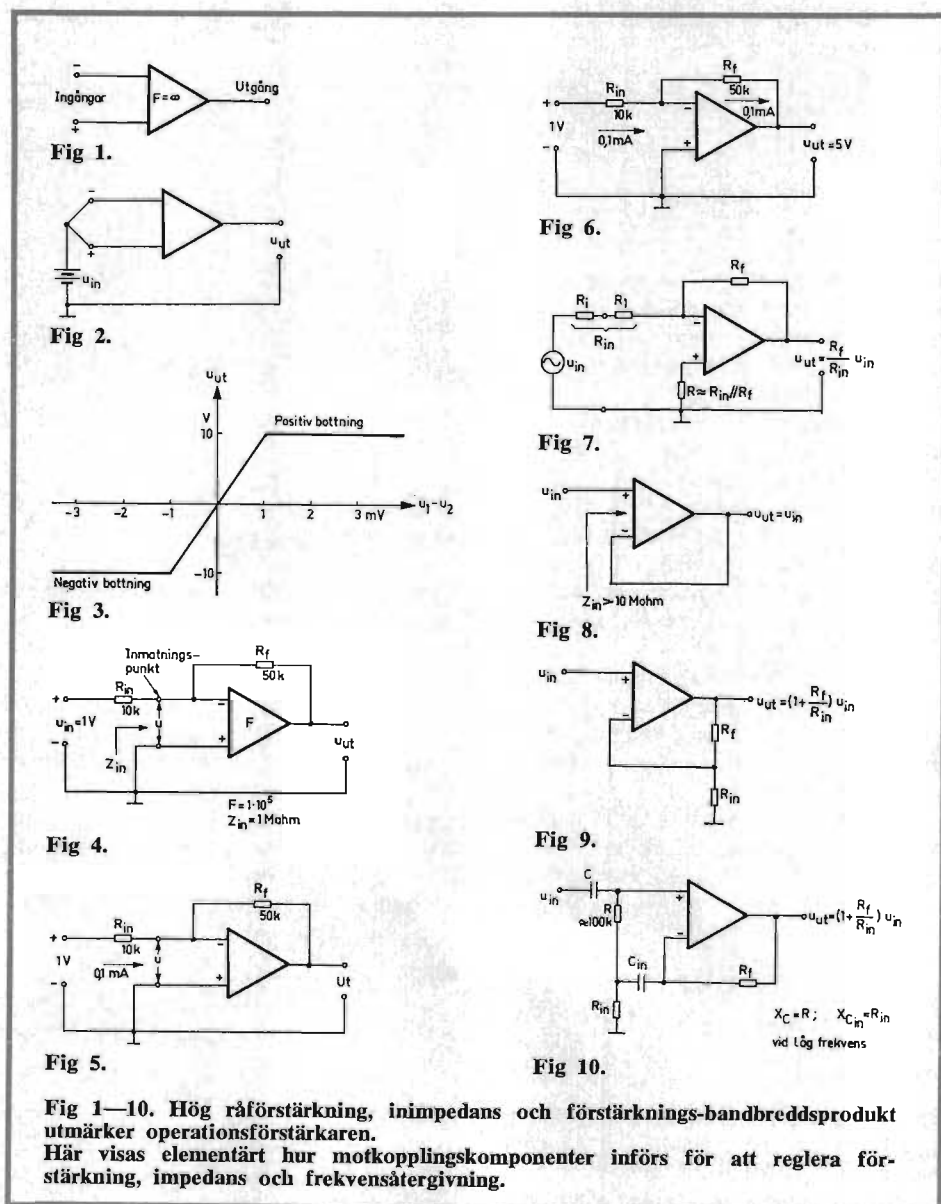 Ingångar
-
+
F=∞
Utgång
Fig 1.
-
+
u_in
u_ut
Fig 2.
u_ut
V
10
Positiv bottning
-3 -2 -1 1 2 3 mV
u_1-u_2
-10
Negativ bottning
Fig 3.
Inmatnings-
punkt
R_f
50k
R_in
10k
+
u_in=1V
-
u
Z_in
-
+
F
u_ut
F=1·10^5
Z_in=1Mohm
Fig 4.
R_f
50k
R_in
10k
+
1V
-
0,1mA
u
-
+
Ut
Fig 5.
R_f
50k
0,1mA
R_in
10k
+
1V
-
0,1mA
-
+
u_ut=5V
Fig 6.
R_f
R_i R_1
R_in
u_in
-
+
R≈R_in//R_f
u_ut=R_f/R_in u_in
Fig 7.
u_in
+
-
u_ut=u_in
Z_in>10Mohm
Fig 8.
u_in
+
-
u_ut=(1+R_f/R_in) u_in
R_f
R_in
Fig 9.
u_in
C
R
≈100k
+
-
u_ut=(1+R_f/R_in) u_in
C_in
R_f
R_in
X_C=R; X_C_in=R_in
vid låg frekvens
Fig 10.
Fig 1—10. Hög råförstärkning, inimpedans och förstärknings-bandbreddsprodukt
utmärker operationsförstärkaren.
Här visas elementärt hur motkopplingskomponenter införs för att reglera för-
stärkning, impedans och frekvensåtergivning.